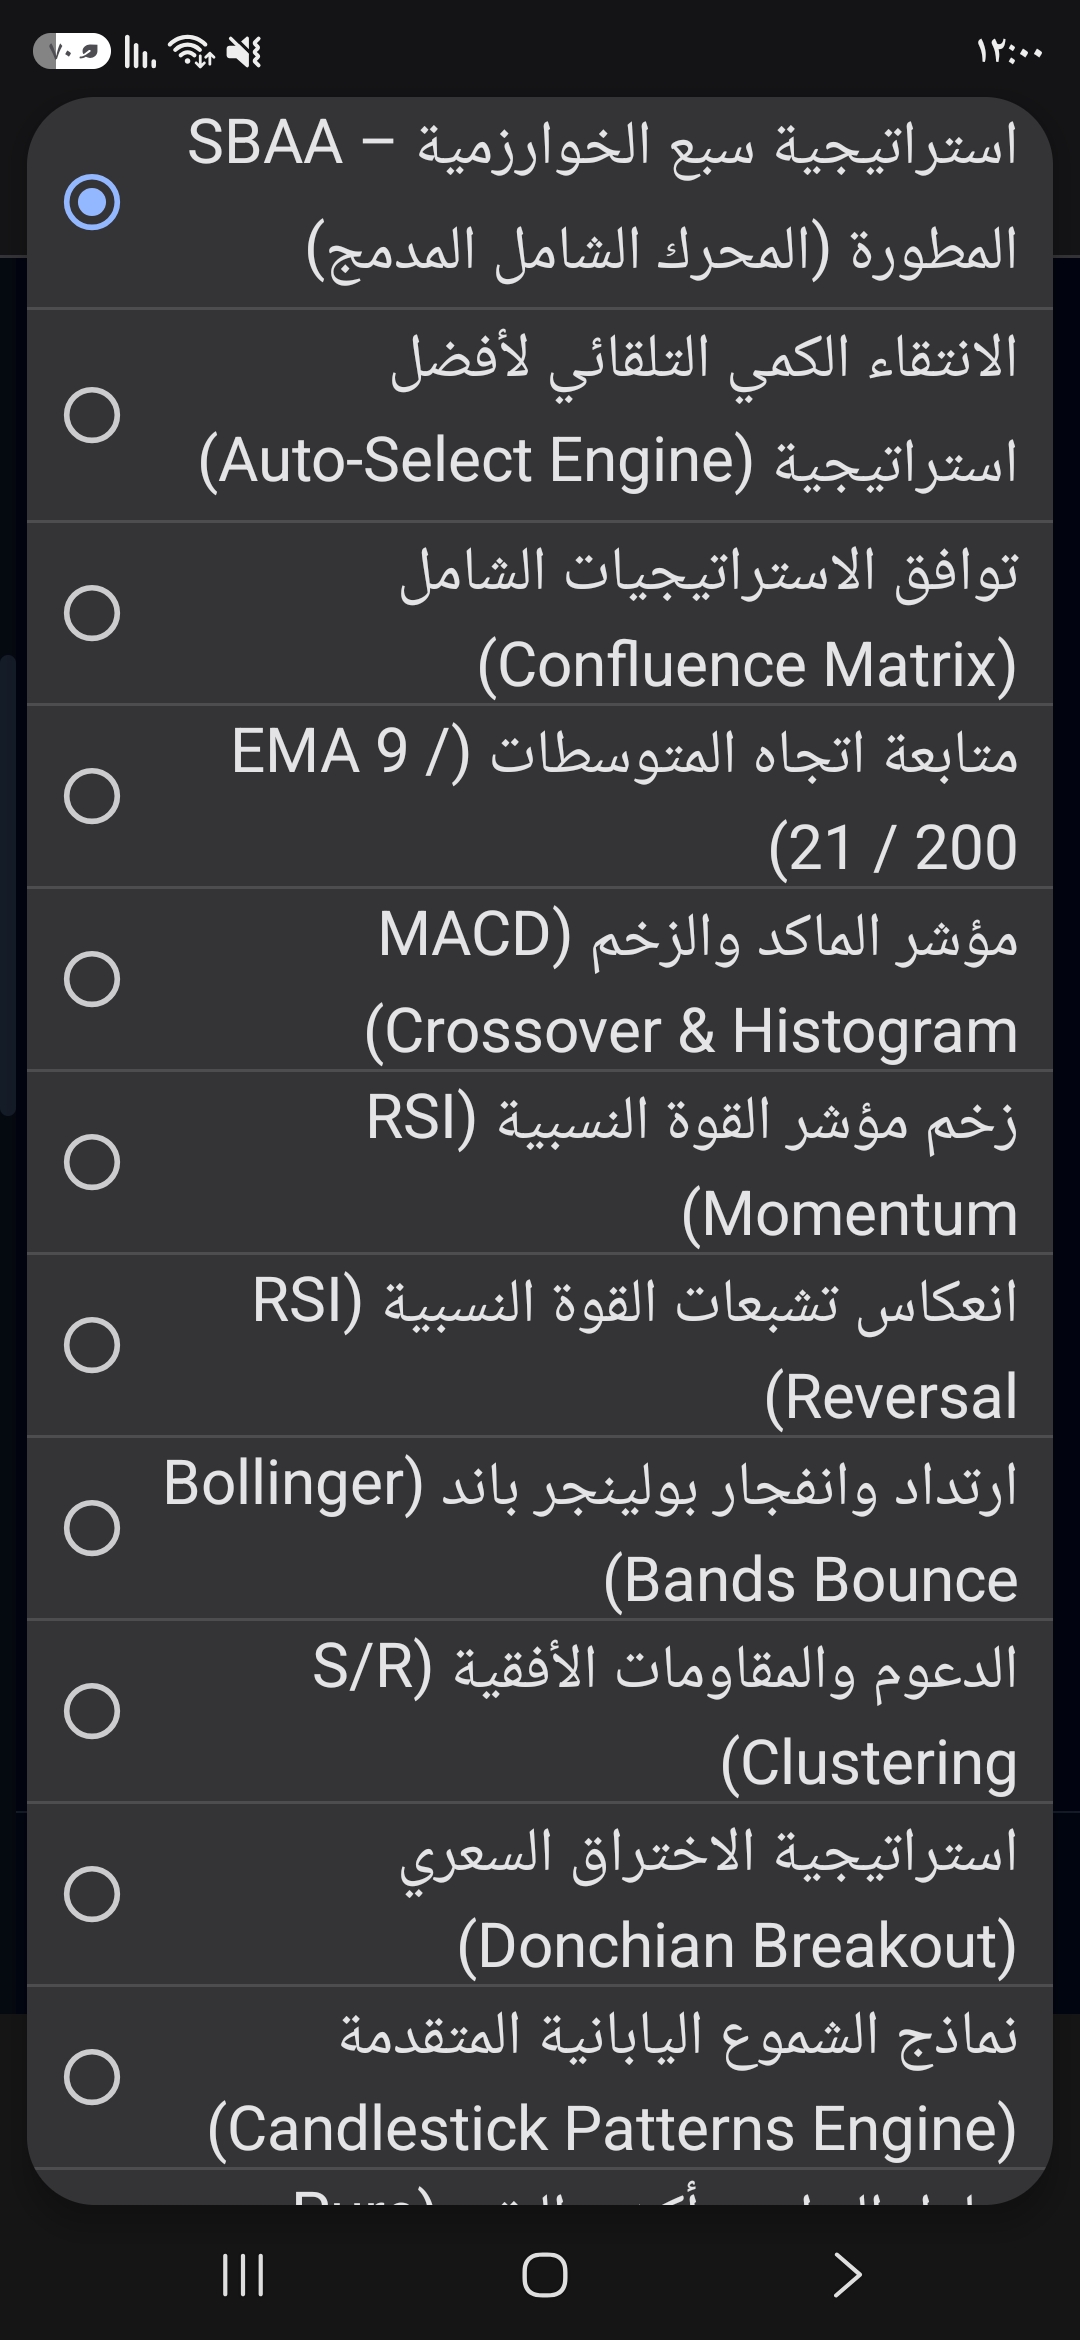 ١٢:٠٠
٧٠
استراتيجية سبع الخوارزمية – SBAA
المطورة (المحرك الشامل المدمج)
الانتقاء الكمي التلقائي لأفضل
استراتيجية (Auto-Select Engine)
توافق الاستراتيجيات الشامل
(Confluence Matrix)
متابعة اتجاه المتوسطات (EMA 9 /
21 / 200)
مؤشر الماكد والزخم (MACD
Crossover & Histogram)
زخم مؤشر القوة النسبية (RSI
Momentum)
انعكاس تشبعات القوة النسبية (RSI
Reversal)
ارتداد وانفجار بولينجر باند (Bollinger
Bands Bounce)
الدعوم والمقاومات الأفقية (S/R
Clustering)
استراتيجية الاختراق السعري
(Donchian Breakout)
نماذج الشموع اليابانية المتقدمة
(Candlestick Patterns Engine)